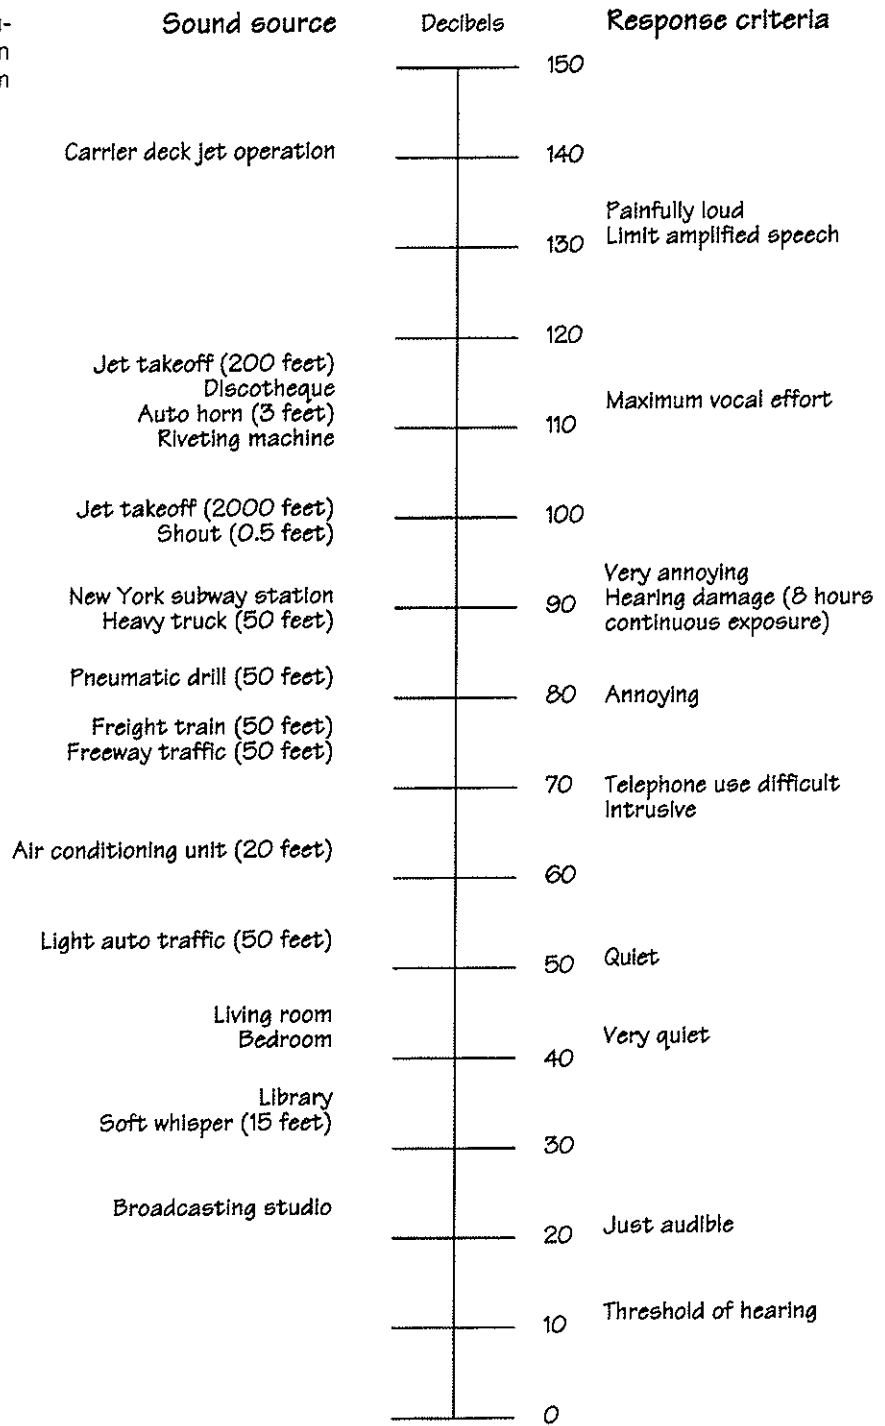 Sound source Decibels Response criteria
150
Carrier deck jet operation 140
Painfully loud
130 Limit amplified speech
120
Jet takeoff (200 feet)
Discotheque
Auto horn (3 feet) Maximum vocal effort
110
Riveting machine
Jet takeoff (2000 feet) 100
Shout (0.5 feet)
Very annoying
New York subway station 90 Hearing damage (8 hours
Heavy truck (50 feet) continuous exposure)
Pneumatic drill (50 feet)
80 Annoying
Freight train (50 feet)
Freeway traffic (50 feet)
70 Telephone use difficult
Intrusive
Air conditioning unit (20 feet)
60
Light auto traffic (50 feet)
50 Quiet
Living room
Bedroom Very quiet
40
Library
Soft whisper (15 feet)
30
Broadcasting studio
20 Just audible
10 Threshold of hearing
0